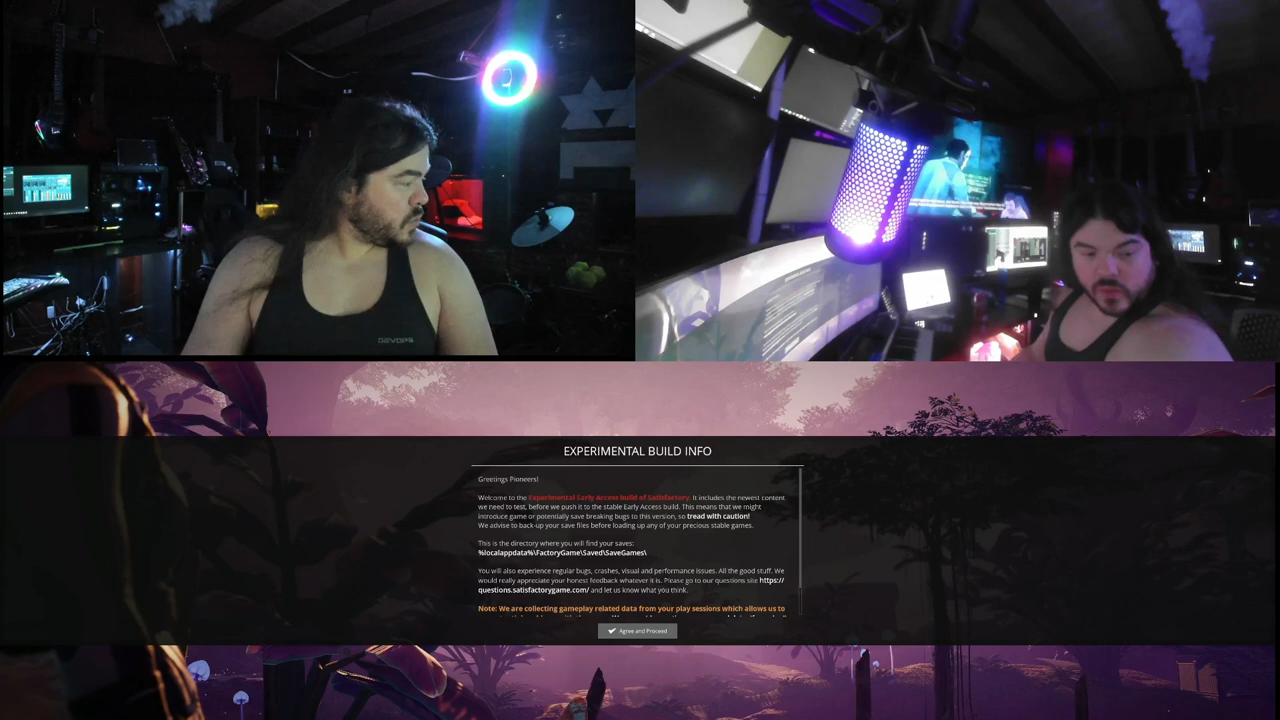 DEVOPS
EXPERIMENTAL BUILD INFO
Greetings Pioneers!
Welcome to the Experimental Early Access build of Satisfactory. It includes the newest content
we need to test, before we push it to the stable Early Access build. This means that we might
introduce game or potentially save breaking bugs to this version, so tread with caution!
We advise to back-up your save files before loading up any of your precious stable games.
This is the directory where you will find your saves:
%localappdata%\FactoryGame\Saved\SaveGames\
You will also experience regular bugs, crashes, visual and performance issues. All the good stuff. We
would really appreciate your honest feedback whatever it is. Please go to our questions site https://
questions.satisfactorygame.com/ and let us know what you think.
Note: We are collecting gameplay related data from your play sessions which allows us to
Agree and Proceed